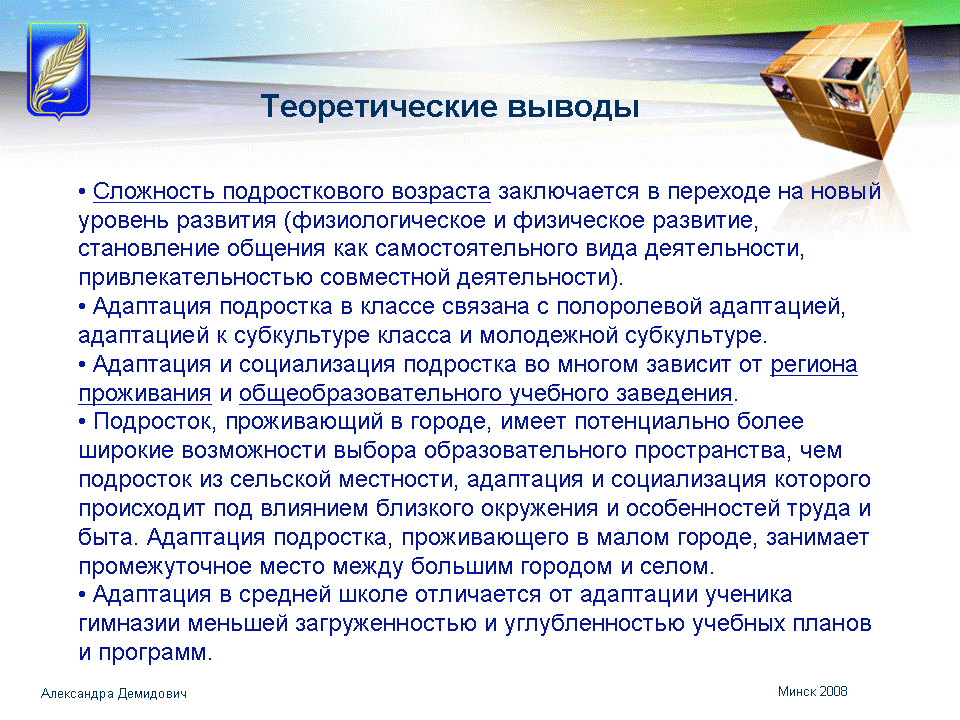 Теоретические выводы
• Сложность подросткового возраста заключается в переходе на новый
уровень развития (физиологическое и физическое развитие,
становление общения как самостоятельного вида деятельности,
привлекательностью совместной деятельности).
• Адаптация подростка в классе связана с полоролевой адаптацией,
адаптацией к субкультуре класса и молодежной субкультуре.
• Адаптация и социализация подростка во многом зависит от региона
проживания и общеобразовательного учебного заведения.
• Подросток, проживающий в городе, имеет потенциально более
широкие возможности выбора образовательного пространства, чем
подросток из сельской местности, адаптация и социализация которого
происходит под влиянием близкого окружения и особенностей труда и
быта. Адаптация подростка, проживающего в малом городе, занимает
промежуточное место между большим городом и селом.
• Адаптация в средней школе отличается от адаптации ученика
гимназии меньшей загруженностью и углубленностью учебных планов
и программ.
Александра Демидович
Минск 2008